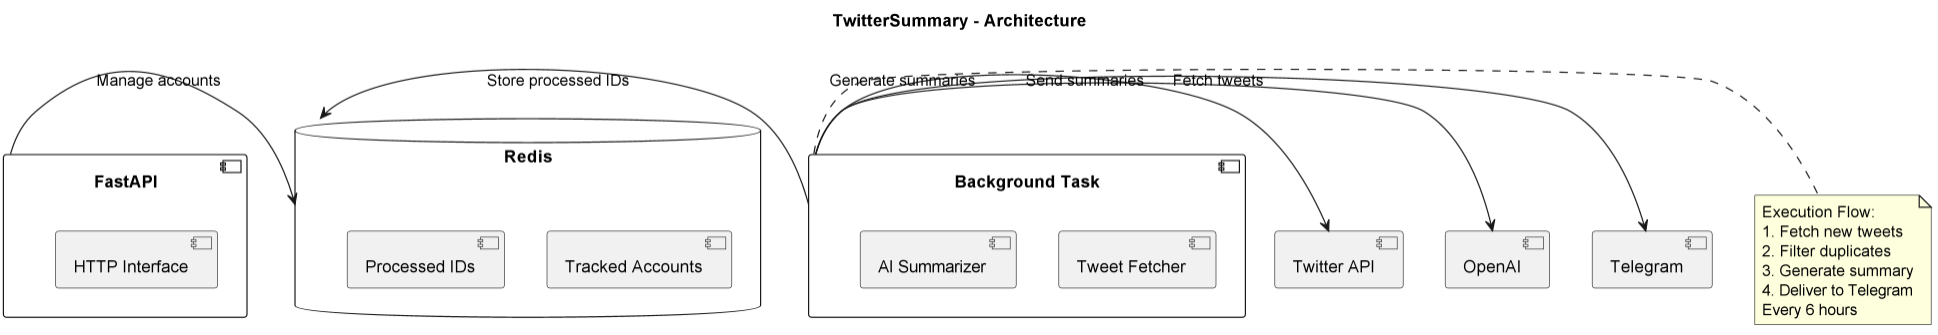 TwitterSummary - Architecture
Manage accounts
Store processed IDs
Generate summaries
Send summaries
Fetch tweets
FastAPI
HTTP Interface
Redis
Processed IDs
Tracked Accounts
Background Task
AI Summarizer
Tweet Fetcher
Twitter API
OpenAI
Telegram
Execution Flow:
1. Fetch new tweets
2. Filter duplicates
3. Generate summary
4. Deliver to Telegram
Every 6 hours